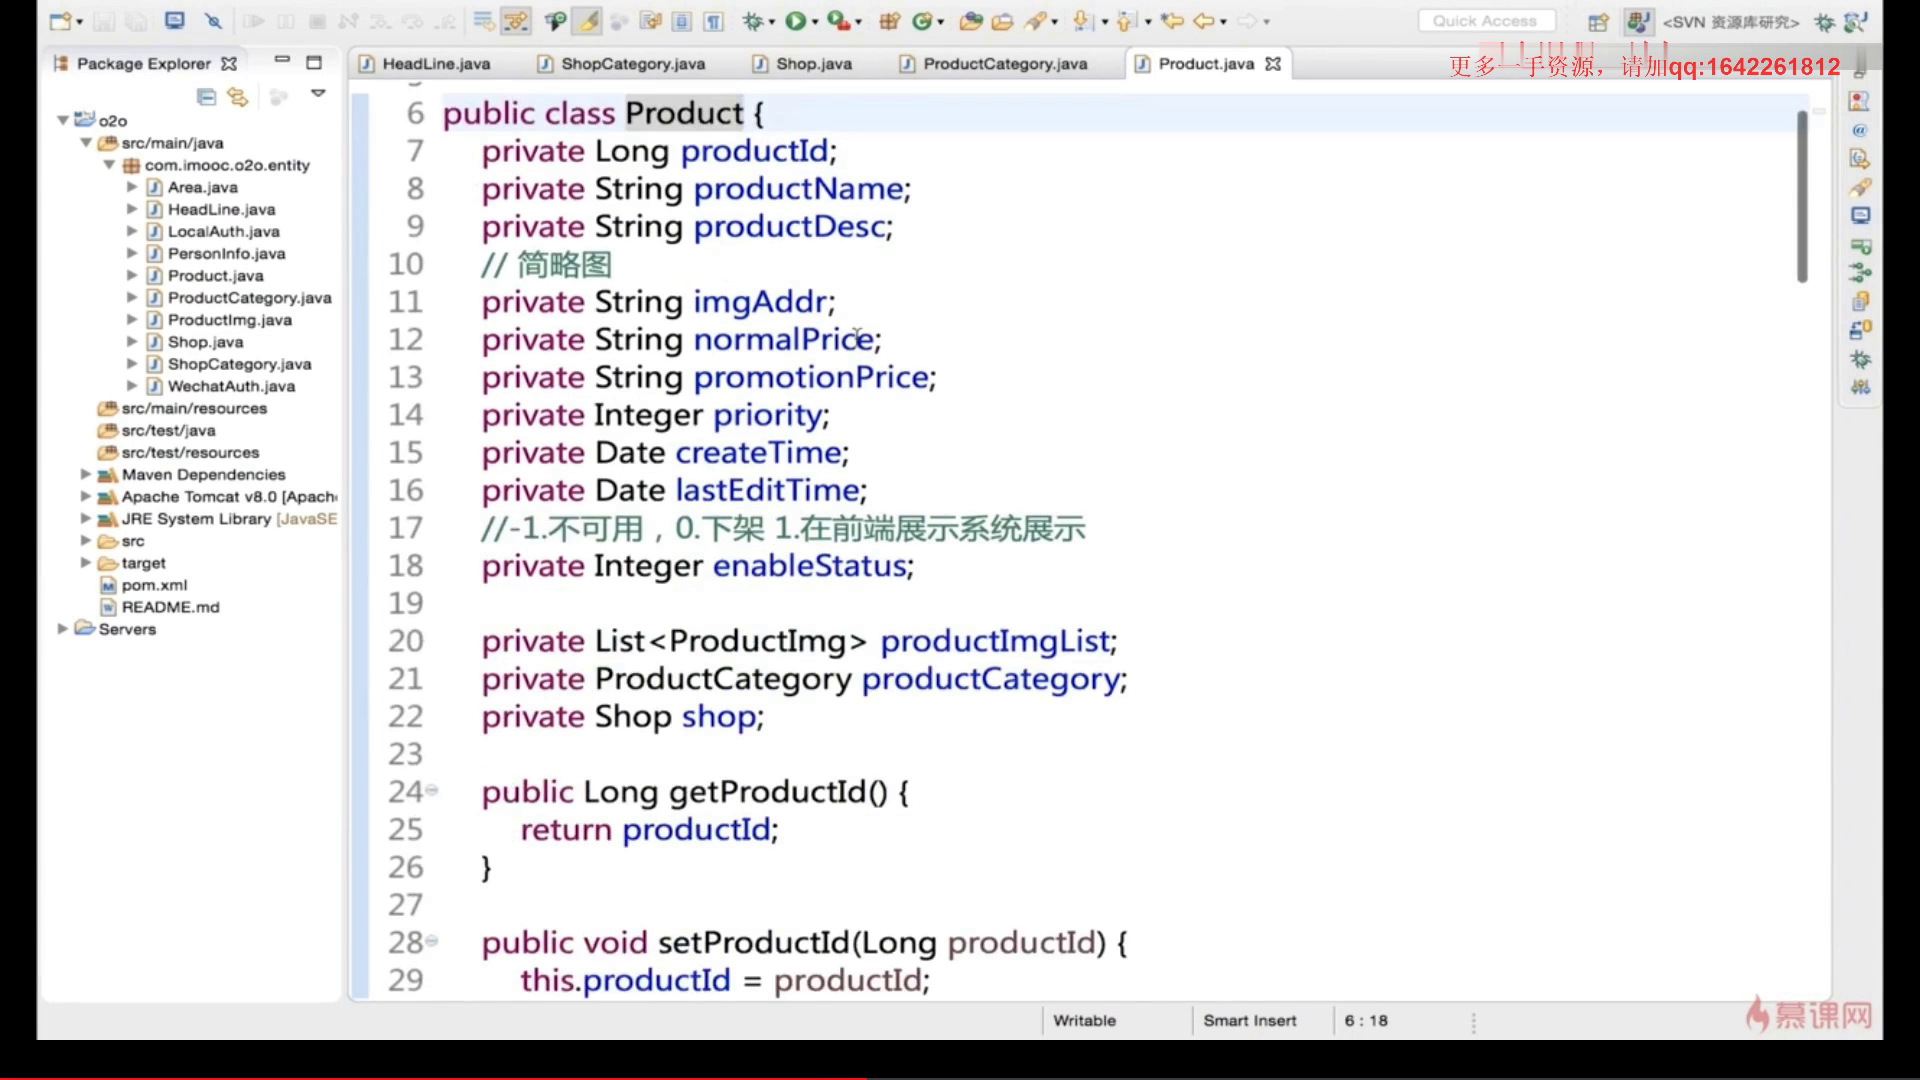 Quick Access
<SVN 资源库研究>
更多一手资源，请加qq:1642261812
Package Explorer
HeadLine.java
ShopCategory.java
Shop.java
ProductCategory.java
Product.java
o2o
src/main/java
com.imooc.o2o.entity
Area.java
HeadLine.java
LocalAuth.java
PersonInfo.java
Product.java
ProductCategory.java
ProductImg.java
Shop.java
ShopCategory.java
WechatAuth.java
src/main/resources
src/test/java
src/test/resources
Maven Dependencies
Apache Tomcat v8.0 [Apach
JRE System Library [JavaSE
src
target
pom.xml
README.md
Servers
6 public class Product {
7 private Long productId;
8 private String productName;
9 private String productDesc;
10 // 简略图
11 private String imgAddr;
12 private String normalPrice;
13 private String promotionPrice;
14 private Integer priority;
15 private Date createTime;
16 private Date lastEditTime;
17 //-1.不可用，0.下架 1.在前端展示系统展示
18 private Integer enableStatus;
19
20 private List<ProductImg> productImgList;
21 private ProductCategory productCategory;
22 private Shop shop;
23
24 public Long getProductId() {
25 return productId;
26 }
27
28 public void setProductId(Long productId) {
29 this.productId = productId;
Writable
Smart Insert
6 : 18
慕课网